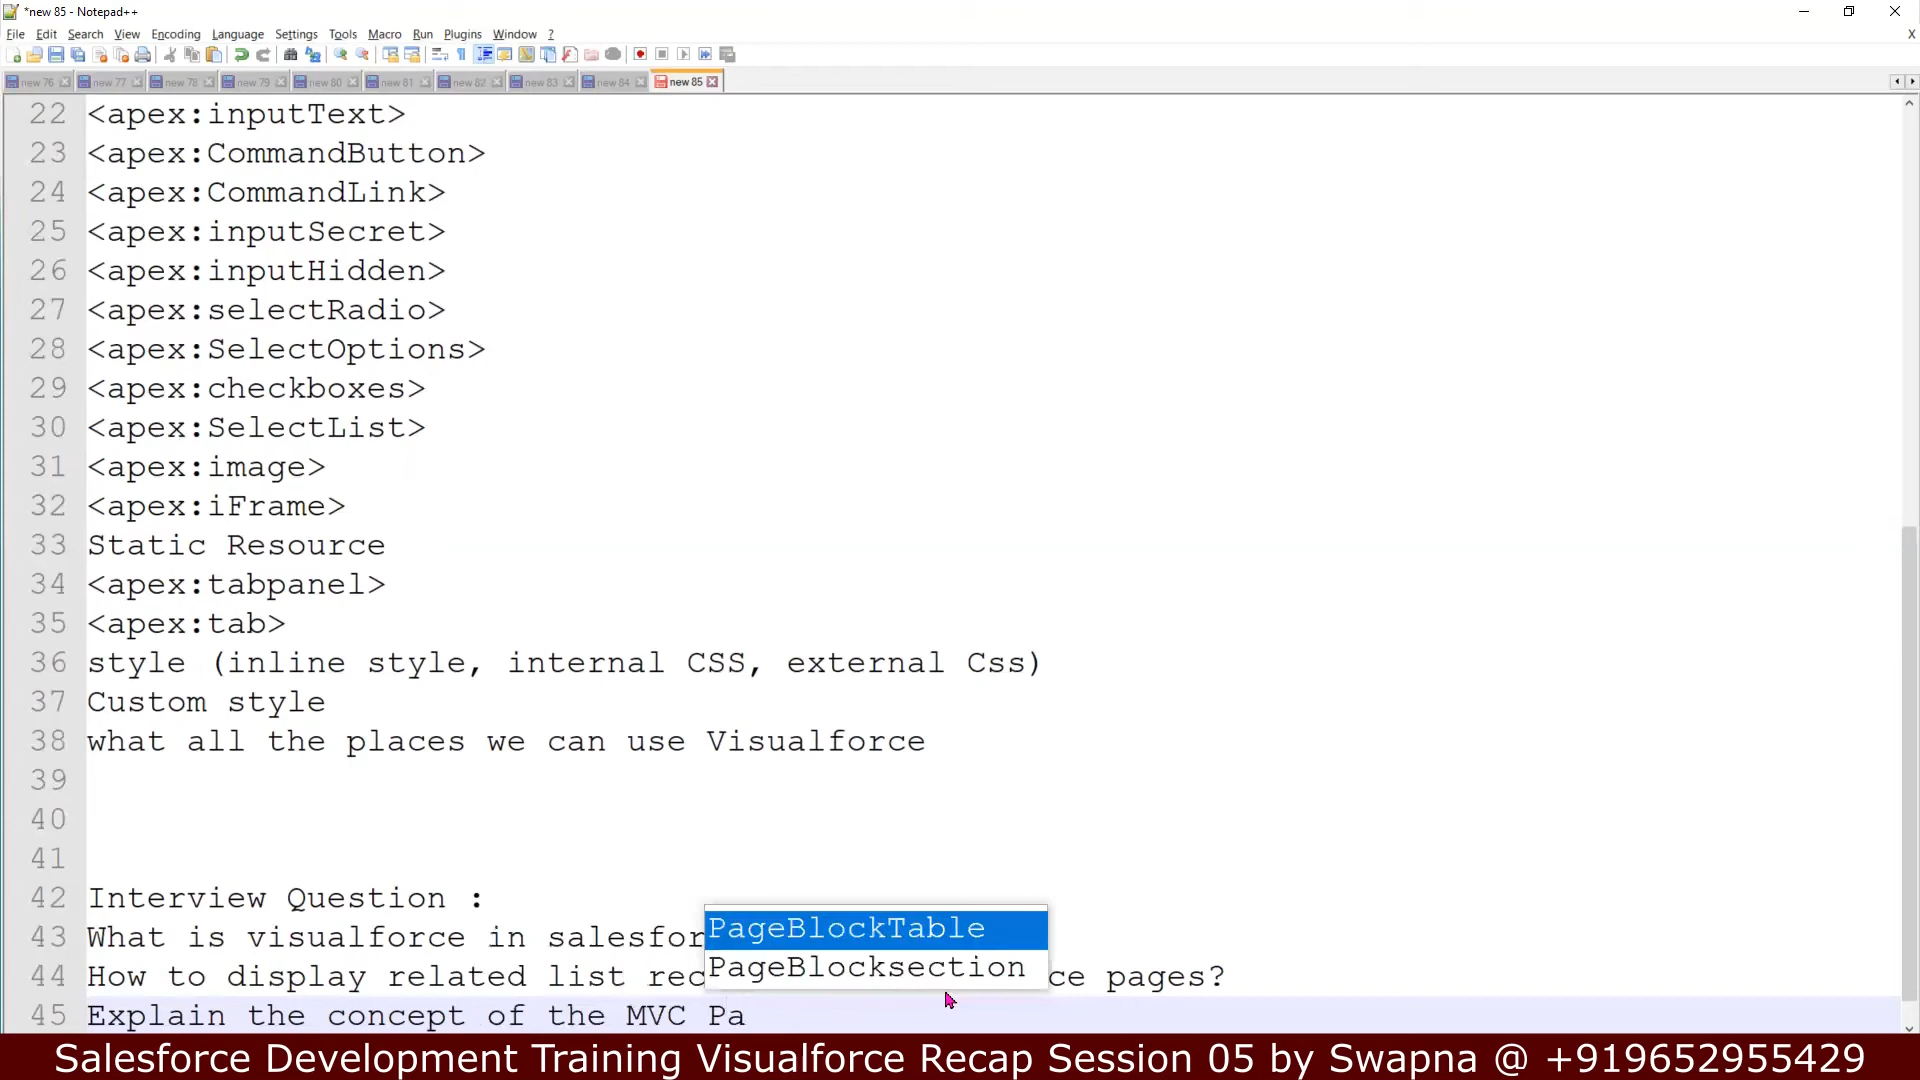 *new 85 - Notepad++
File Edit Search View Encoding Language Settings Tools Macro Run Plugins Window ? X
new 76 new 77 new 78 new 79 new 80 new 81 new 82 new 83 new 84 new 85
22 <apex:inputText>
23 <apex:CommandButton>
24 <apex:CommandLink>
25 <apex:inputSecret>
26 <apex:inputHidden>
27 <apex:selectRadio>
28 <apex:SelectOptions>
29 <apex:checkboxes>
30 <apex:SelectList>
31 <apex:image>
32 <apex:iFrame>
33 Static Resource
34 <apex:tabpanel>
35 <apex:tab>
36 style (inline style, internal CSS, external Css)
37 Custom style
38 what all the places we can use Visualforce
39
40
41
42 Interview Question :
PageBlockTable
43 What is visualforce in salesfor
PageBlocksection
44 How to display related list rec ce pages?
45 Explain the concept of the MVC Pa
Salesforce Development Training Visualforce Recap Session 05 by Swapna @ +919652955429